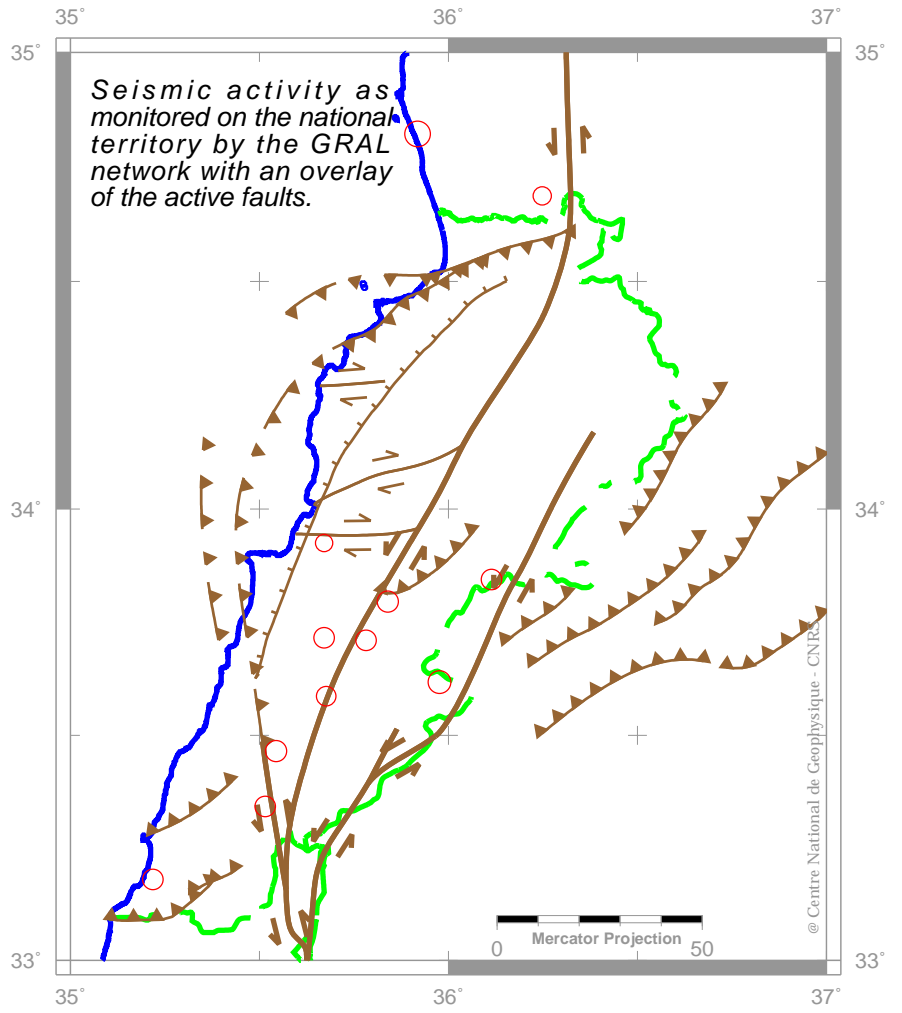 35˚ 36˚ 37˚
35˚ 35˚
Seismic activity as
monitored on the national
territory by the GRAL
network with an overlay
of the active faults.
34˚ 34˚
@ Centre National de Geophysique - CNRS
Mercator Projection
0 50
33˚ 33˚
35˚ 36˚ 37˚